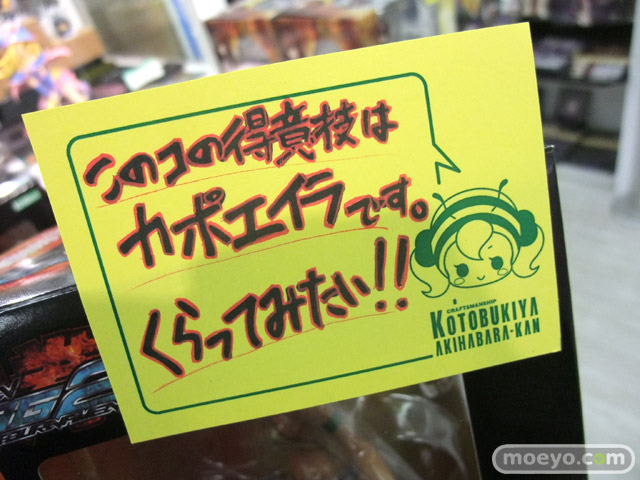 このコの得意技は
カポエイラです。
くらってみたい!!
CRAFTSMANSHIP
KOTOBUKIYA
AKIHABARA-KAN
moeyo.com